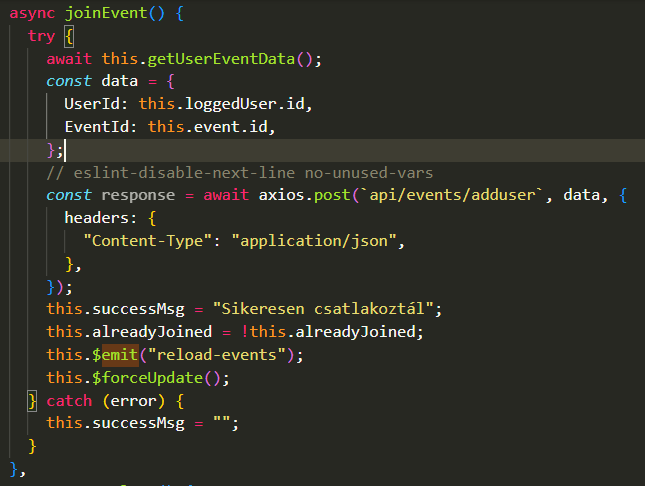 async joinEvent() {
try {
await this.getUserEventData();
const data = {
UserId: this.loggedUser.id,
EventId: this.event.id,
};
// eslint-disable-next-line no-unused-vars
const response = await axios.post(`api/events/adduser`, data, {
headers: {
"Content-Type": "application/json",
},
});
this.successMsg = "Sikeresen csatlakoztál";
this.alreadyJoined = !this.alreadyJoined;
this.$emit("reload-events");
this.$forceUpdate();
} catch (error) {
this.successMsg = "";
}
},